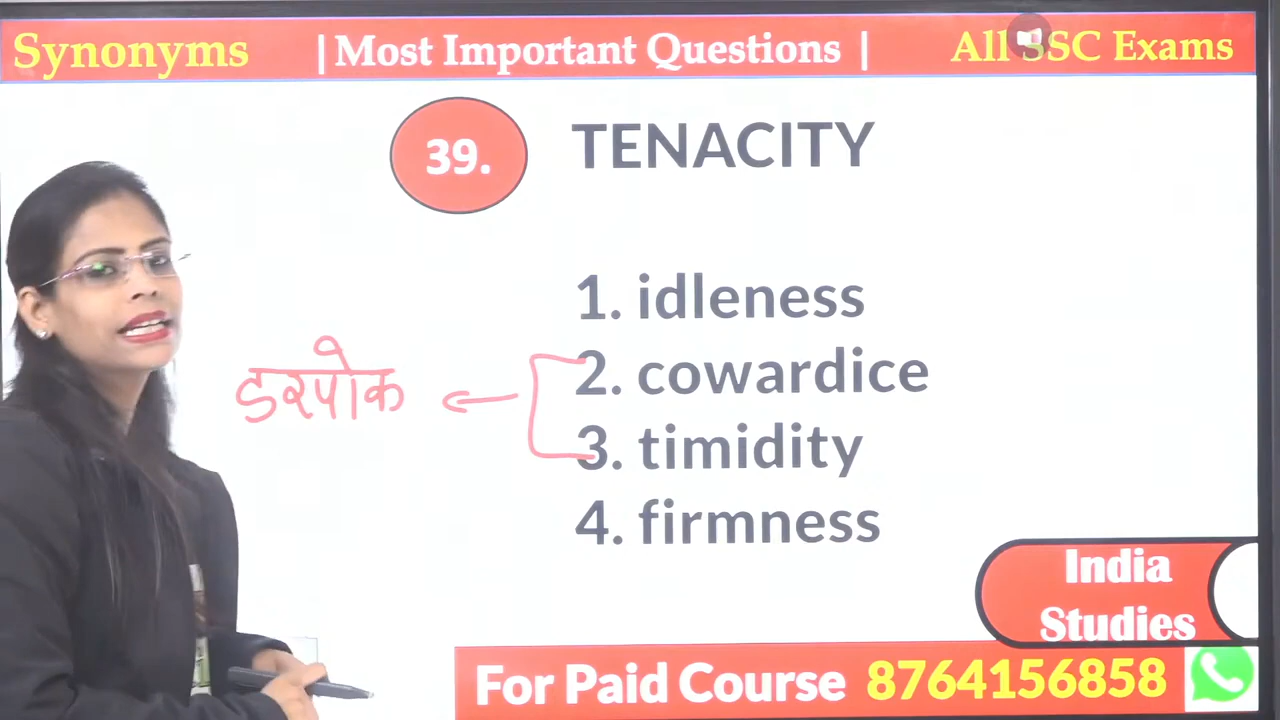 Synonyms | Most Important Questions | All SSC Exams
39. TENACITY
1. idleness
2. cowardice
3. timidity
डरपोक
4. firmness
India
Studies
For Paid Course 8764156858